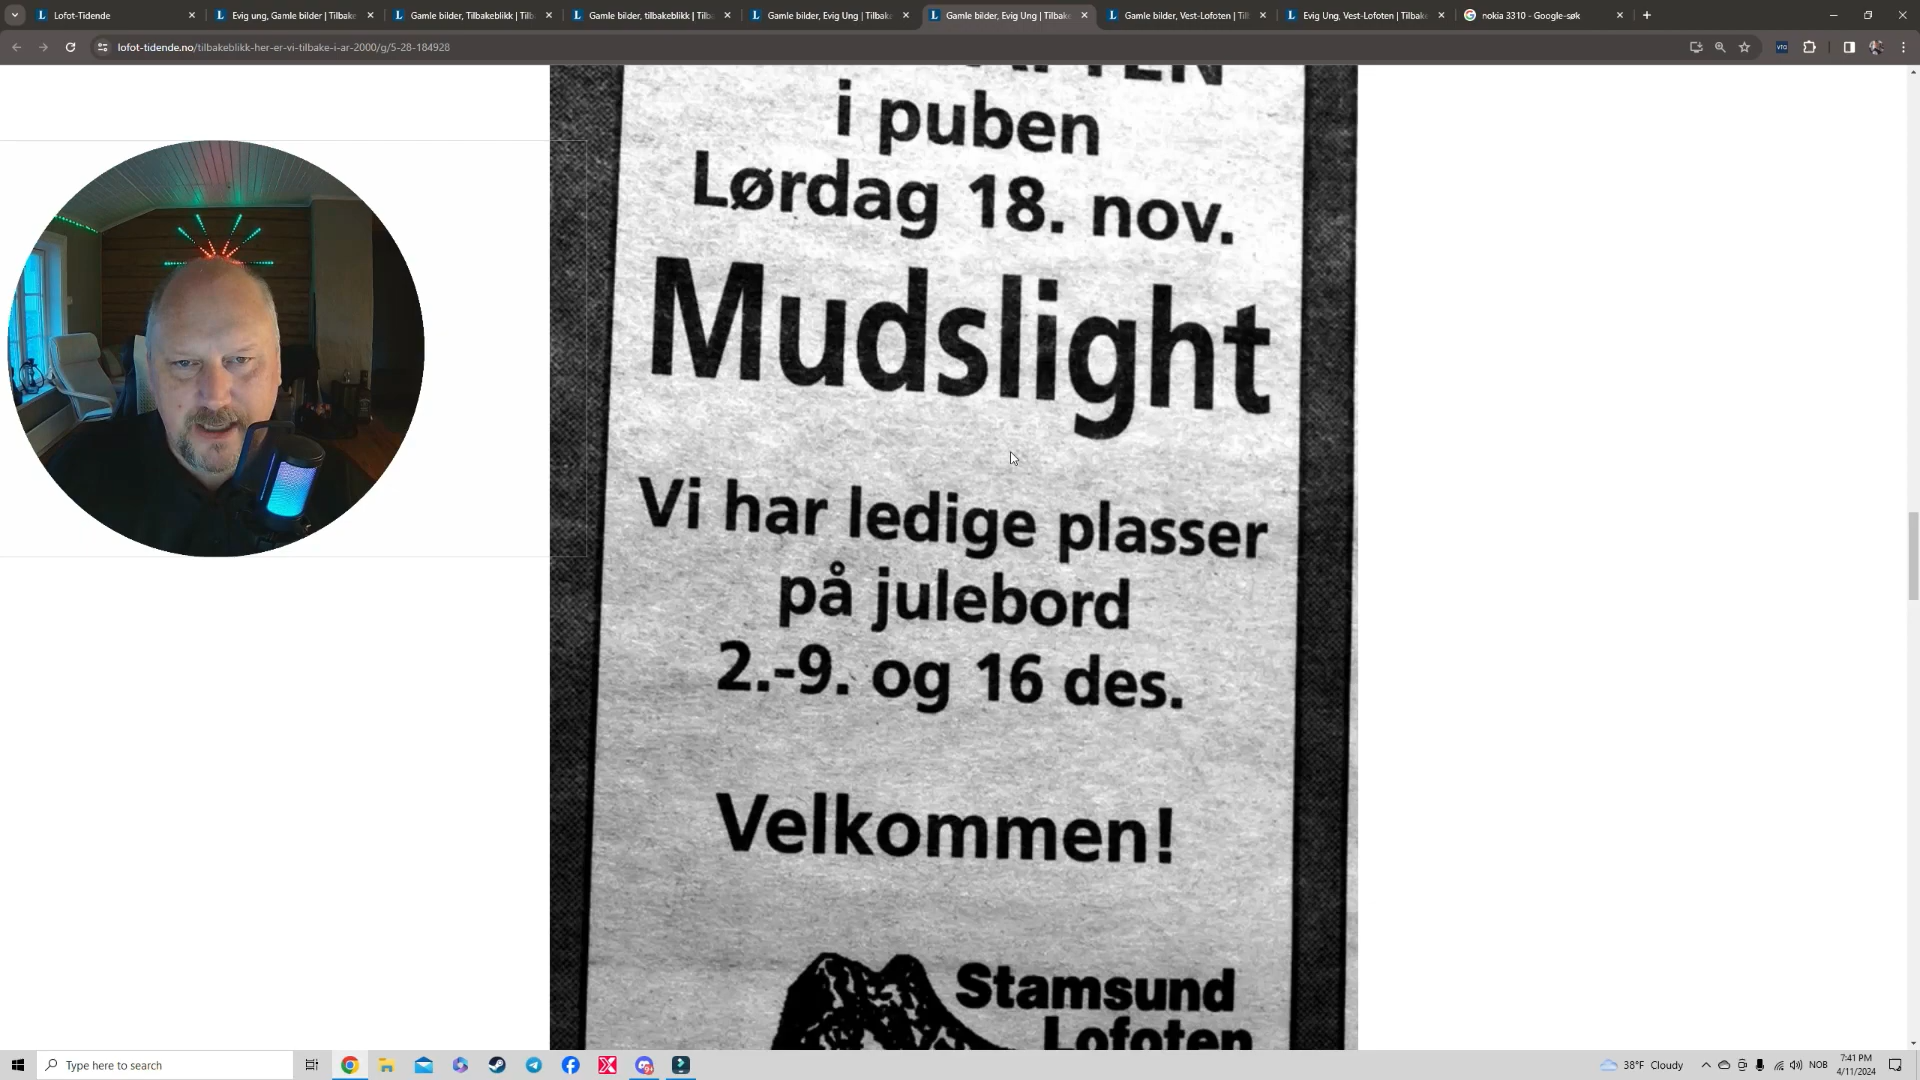 Lofot-Tidende
Evig ung, Gamle bilder | Tilbake
Gamle bilder, Tilbakeblikk | Tilb
Gamle bilder, tilbakeblikk | Tilb
Gamle bilder, Evig Ung | Tilbak
Gamle bilder, Evig Ung | Tilbake
Gamle bilder, Vest-Lofoten | Til
Evig Ung, Vest-Lofoten | Tilbak
nokia 3310 - Google-søk
lofot-tidende.no/tilbakeblikk-her-er-vi-tilbake-i-ar-2000/g/5-28-184928
i puben
Lørdag 18. nov.
Mudslight
Vi har ledige plasser
på julebord
2.-9. og 16 des.
Velkommen!
Stamsund
Lofoten
Type here to search
38°F Cloudy
NOB
7:41 PM
4/11/2024